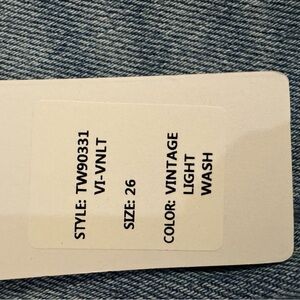 STYLE: TW90331
VI-VNLT
SIZE: 26
COLOR: VINTAGE
LIGHT
WASH